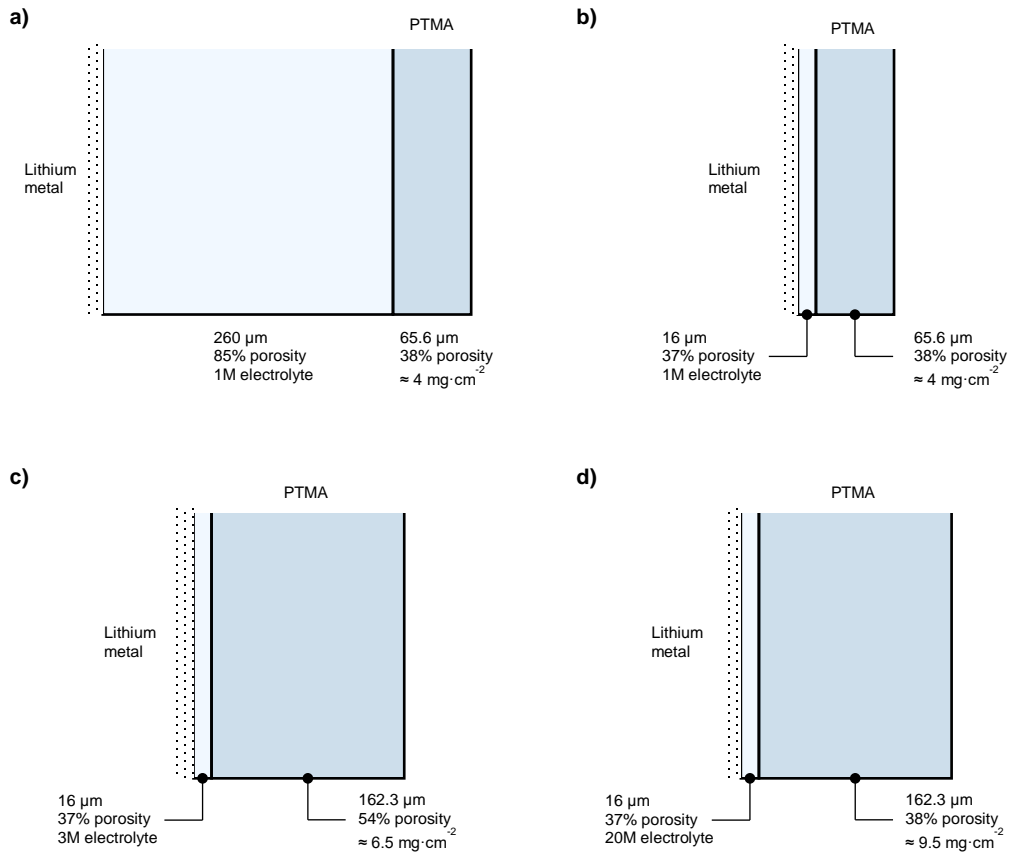 a)
PTMA
Lithium
metal
260 µm
85% porosity
1M electrolyte
65.6 µm
38% porosity
≈ 4 mg·cm-2
b)
PTMA
Lithium
metal
16 µm
37% porosity
1M electrolyte
65.6 µm
38% porosity
≈ 4 mg·cm-2
c)
PTMA
Lithium
metal
16 µm
37% porosity
3M electrolyte
162.3 µm
54% porosity
≈ 6.5 mg·cm-2
d)
PTMA
Lithium
metal
16 µm
37% porosity
20M electrolyte
162.3 µm
38% porosity
≈ 9.5 mg·cm-2